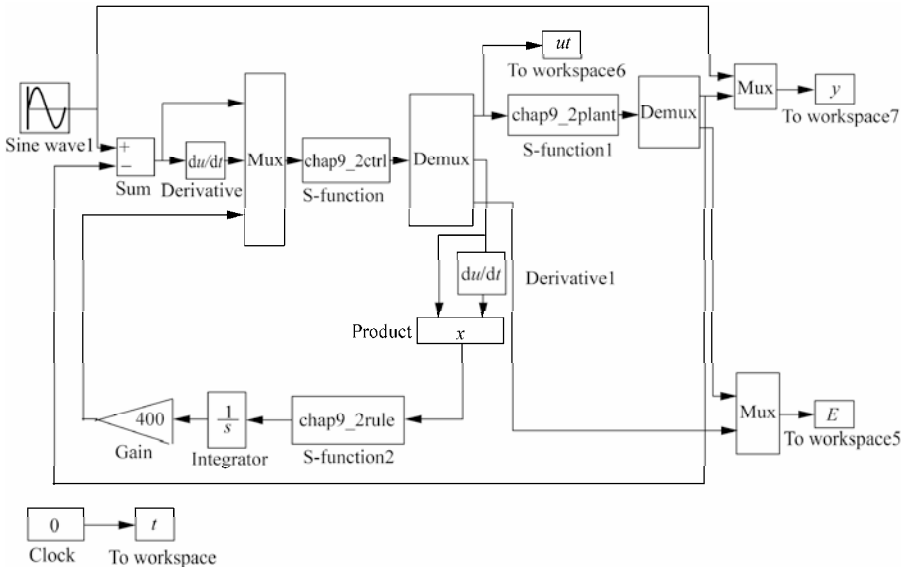 ut
To workspace6
Sine wave1
+
−
Sum
du/dt
Derivative
Mux
chap9_2ctrl
S-function
Demux
chap9_2plant
S-function1
Demux
Mux
y
To workspace7
du/dt
Derivative1
Product
x
400
Gain
1
s
Integrator
chap9_2rule
S-function2
Mux
E
To workspace5
0
Clock
t
To workspace